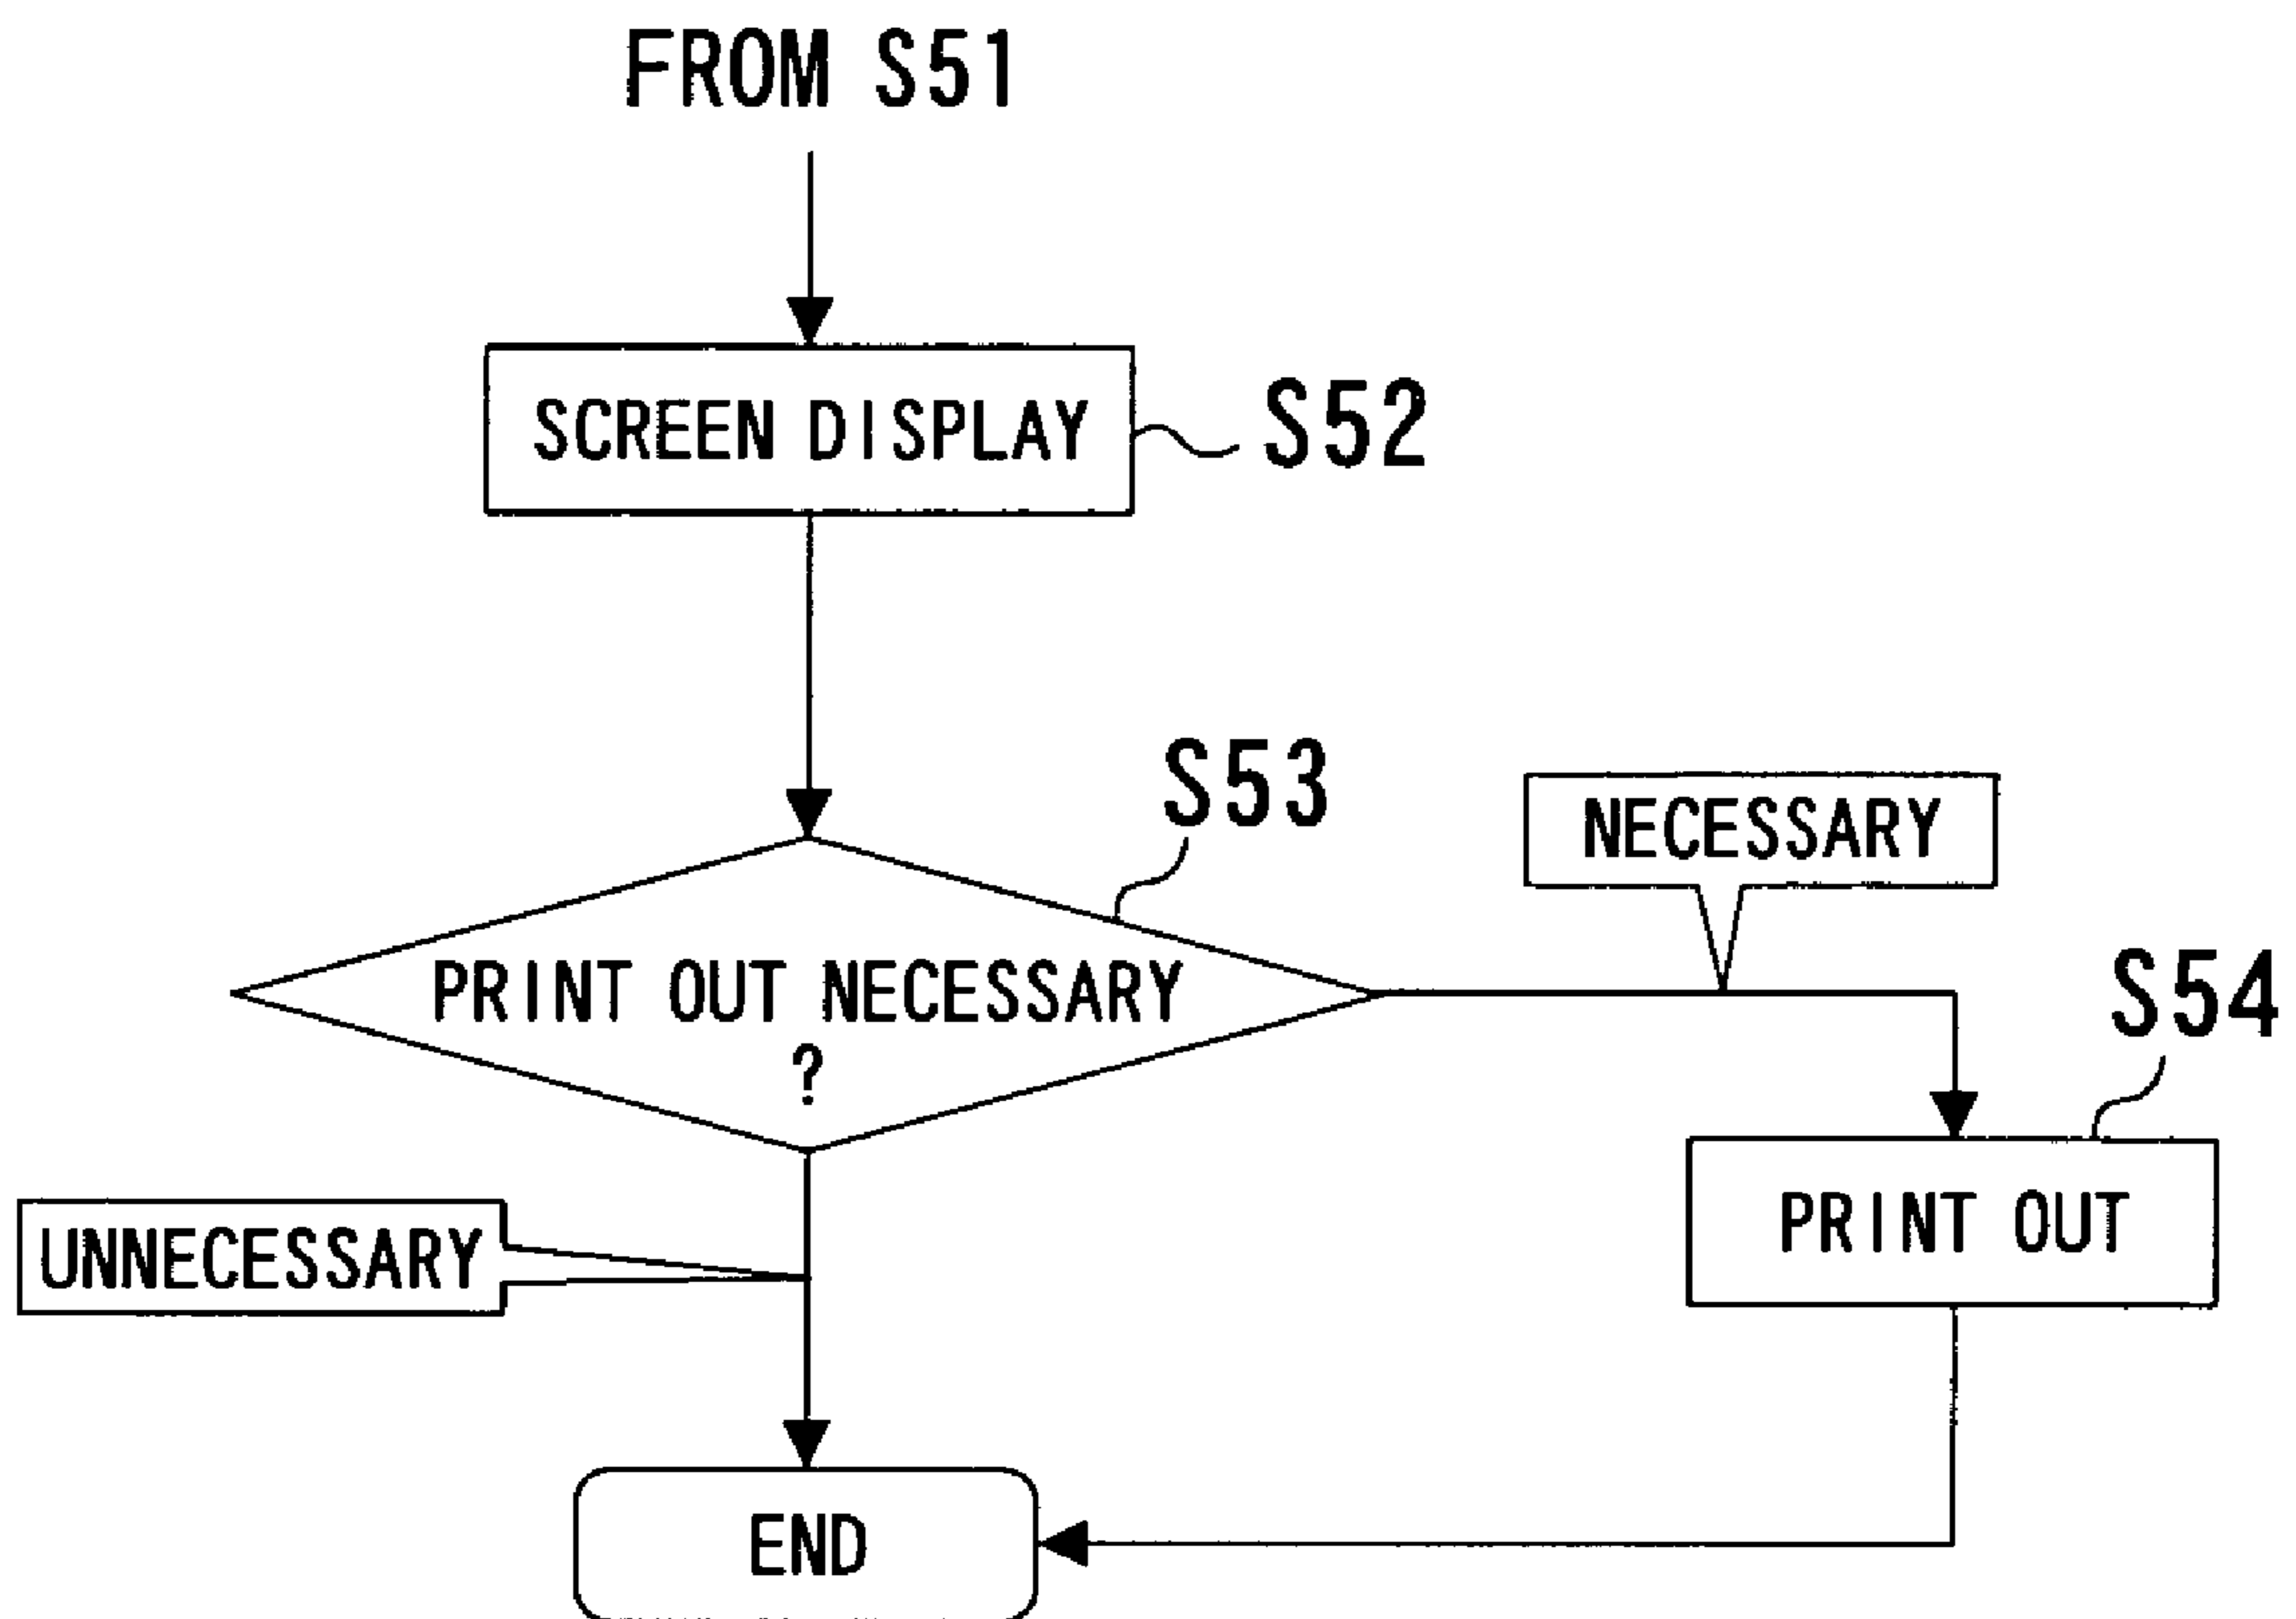 FROM S51
SCREEN DISPLAY
S52
S53
NECESSARY
PRINT OUT NECESSARY
?
S54
UNNECESSARY
PRINT OUT
END